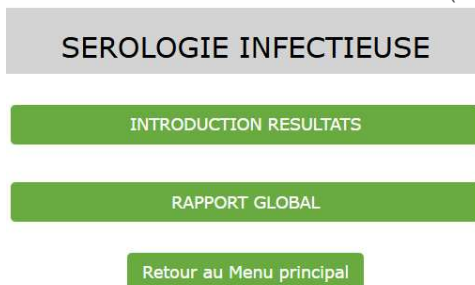 SEROLOGIE INFECTIEUSE
INTRODUCTION RESULTATS
RAPPORT GLOBAL
Retour au Menu principal